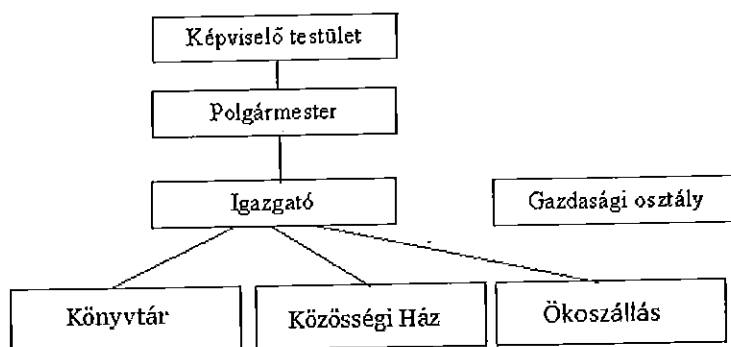 Képviselő testület
Polgármester
Igazgató
Gazdasági osztály
Könyvtár
Közösségi Ház
Ökoszállás